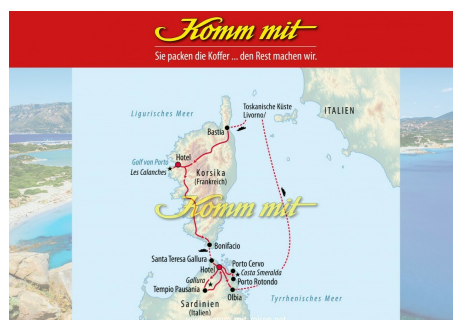 Komm mit
Sie packen die Koffer ... den Rest machen wir.
Toskanische Küste
Livorno/
ITALIEN
Ligurisches Meer
Bastia
Golf von Porto
Les Calanches
Hotel
Korsika
(Frankreich)
Komm mit
Bonifacio
Santa Teresa Gallura
Porto Cervo
Hotel
Costa Smeralda
Gallura
Porto Rotondo
Tempio Pausania
Olbia
Tyrrhenisches Meer
Sardinien
(Italien)